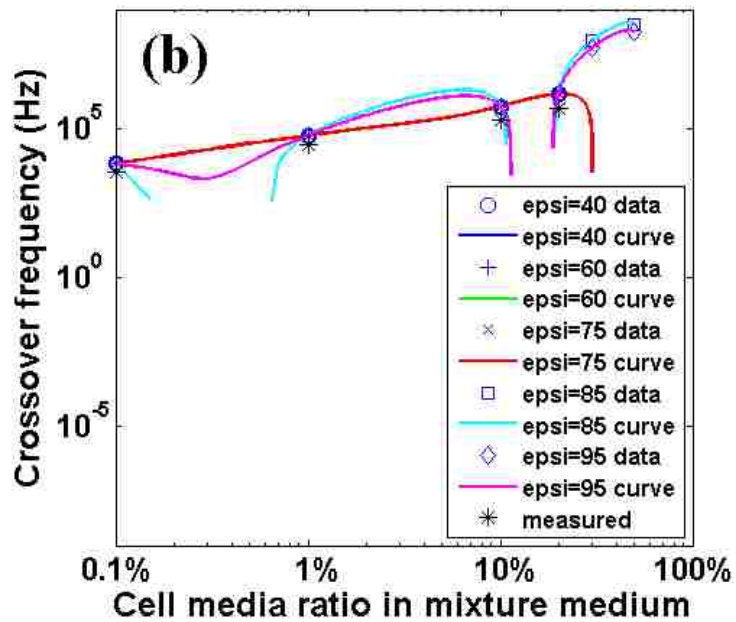 (b)
Crossover frequency (Hz)
10^5
10^0
10^-5
epsi=40 data
epsi=40 curve
epsi=60 data
epsi=60 curve
epsi=75 data
epsi=75 curve
epsi=85 data
epsi=85 curve
epsi=95 data
epsi=95 curve
measured
0.1% 1% 10% 100%
Cell media ratio in mixture medium